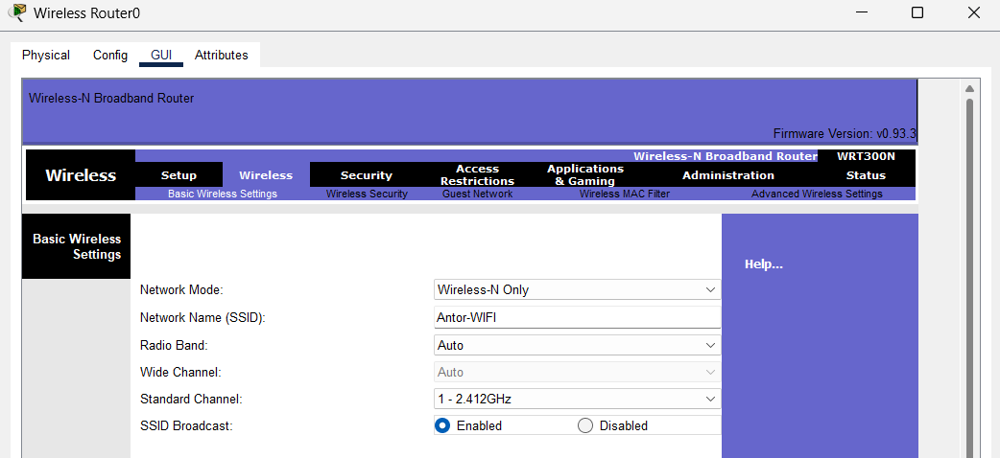 Wireless Router0
Physical Config GUI Attributes
Wireless-N Broadband Router
Firmware Version: v0.93.3
Wireless-N Broadband Router WRT300N
Wireless
Setup Wireless Security Access Restrictions Applications & Gaming Administration Status
Basic Wireless Settings Wireless Security Guest Network Wireless MAC Filter Advanced Wireless Settings
Basic Wireless
Settings
Help...
Network Mode: Wireless-N Only
Network Name (SSID): Antor-WIFI
Radio Band: Auto
Wide Channel: Auto
Standard Channel: 1 - 2.412GHz
SSID Broadcast: Enabled Disabled